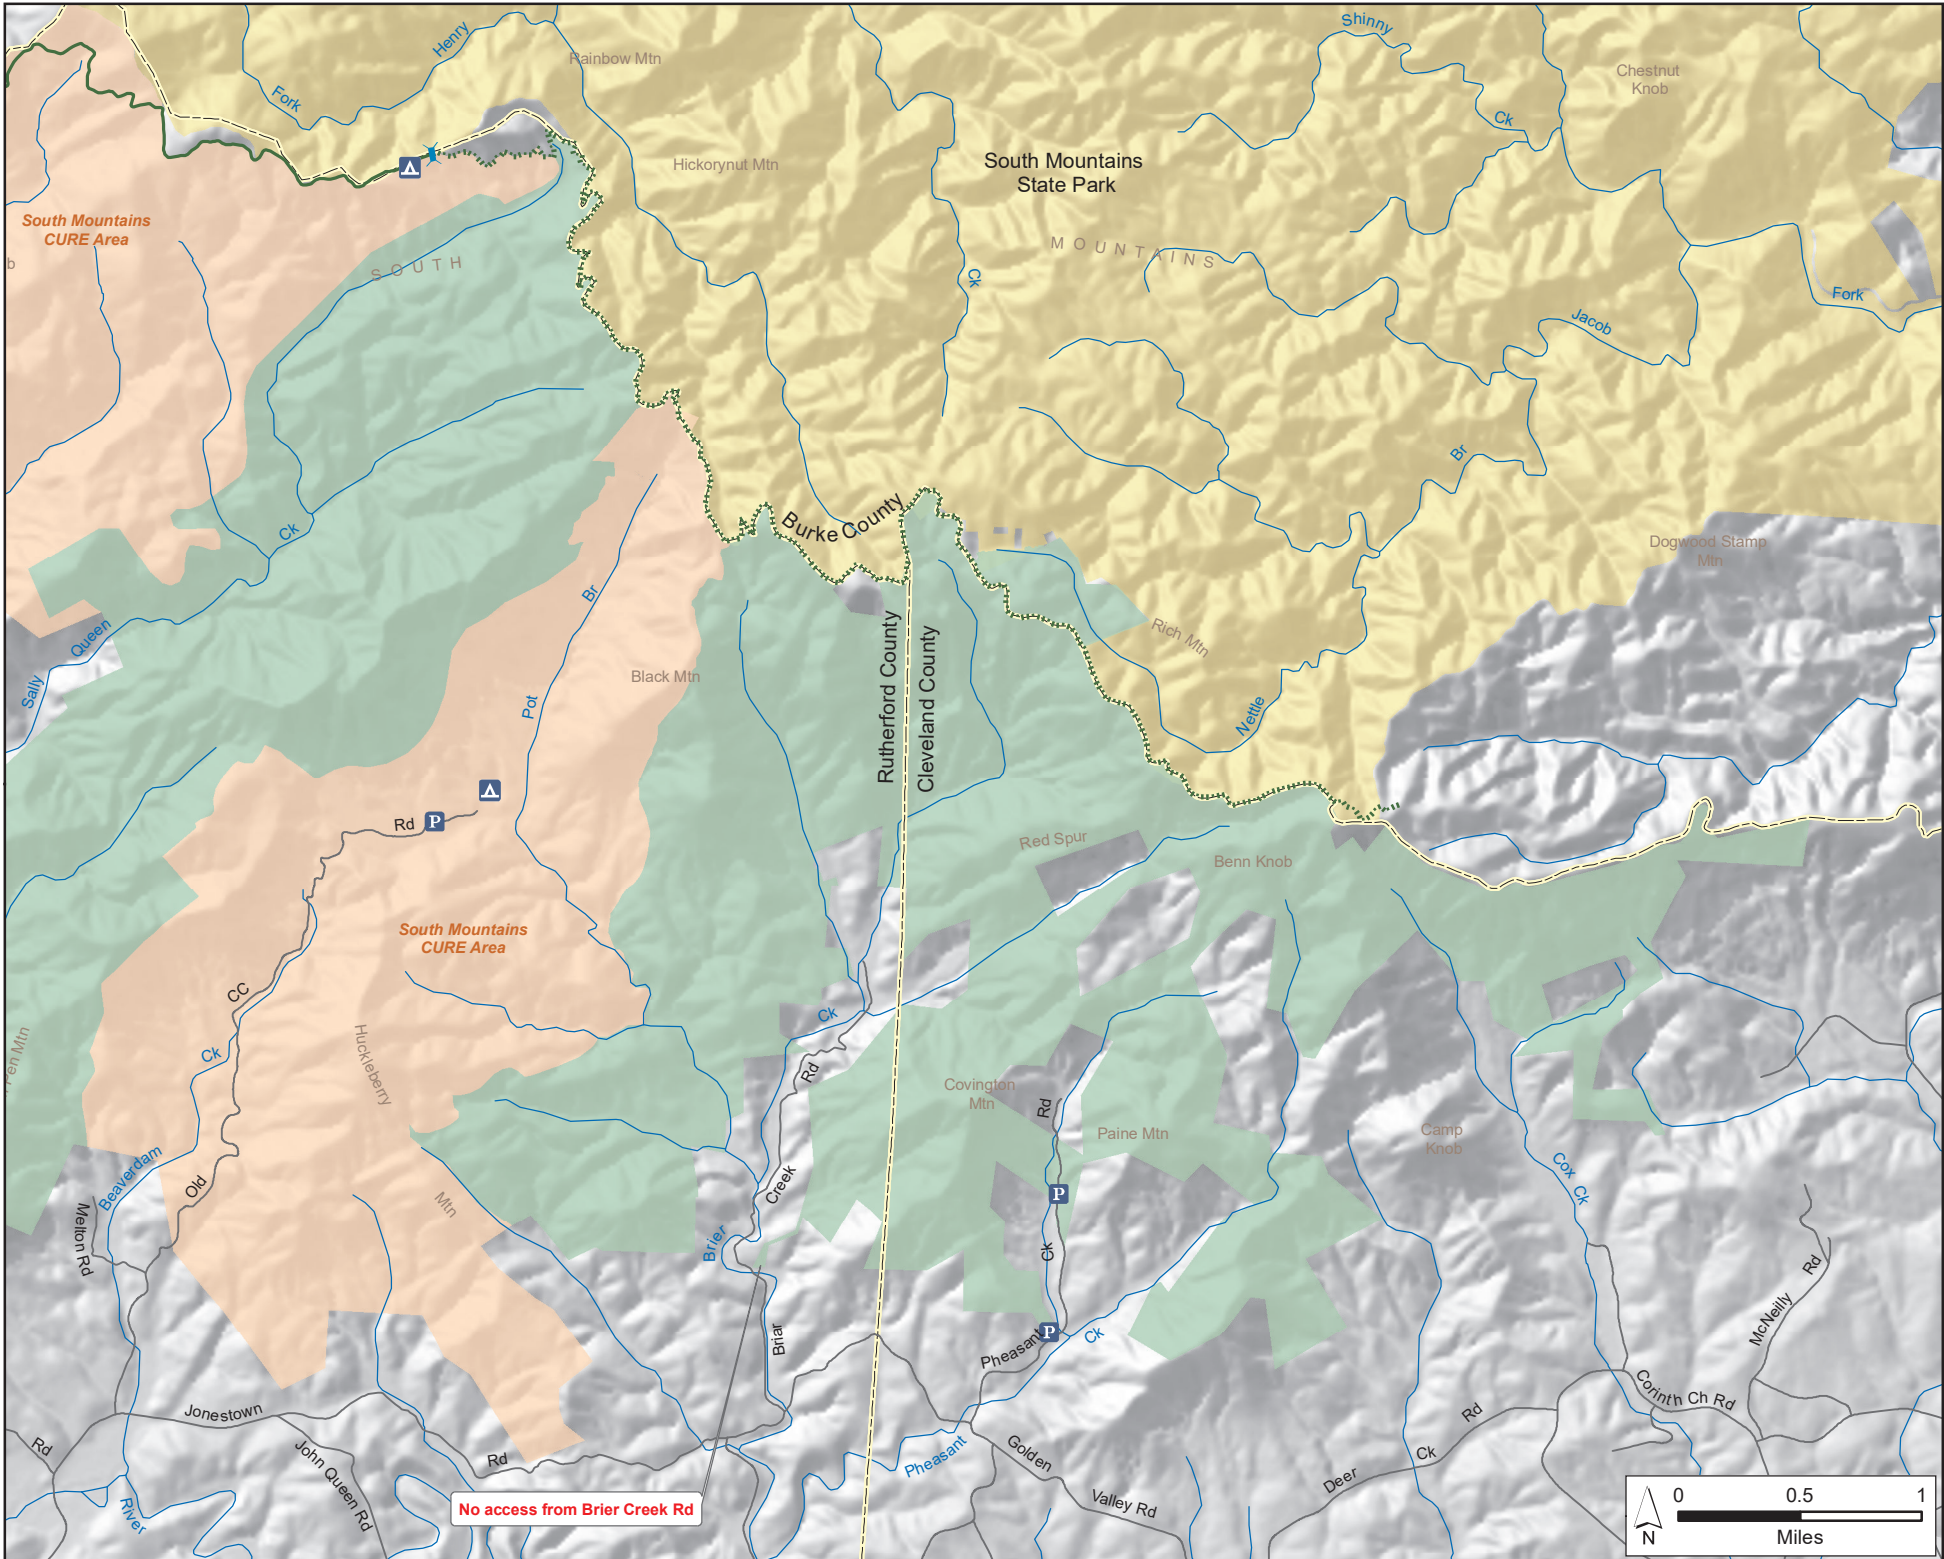 Henry
Fork
Rainbow Mtn
Shinny
Ck
Chestnut
Knob
Hickorynut Mtn
South Mountains
State Park
South Mountains
CURE Area
b
SOUTH
MOUNTAINS
Ck
Fork
Jacob
Br
Burke County
Ck
Br
Dogwood Stamp
Mtn
Queen
Sally
Rich Mtn
Black Mtn
Pot
Nettle
Rutherford County
Cleveland County
Rd
P
Red Spur
Benn Knob
South Mountains
CURE Area
CC
Ck
Huckleberry
Pen Mtn
Ck
Rd
Covington
Mtn
Rd
Paine Mtn
Camp
Knob
Cox Ck
Beaverdam
Old
Mtn
Melton Rd
Creek
Brier
P
Ck
Briar
P
Pheasant
Ck
Rd
McNeilly
Corinth Ch Rd
Jonestown
Rd
John Queen Rd
Rd
River
Pheasant
Golden
Valley Rd
Deer
Ck
Rd
No access from Brier Creek Rd
N
0 0.5 1
Miles